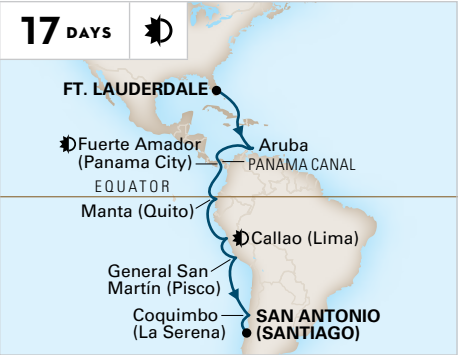 17 DAYS
FT. LAUDERDALE
Fuerte Amador
(Panama City)
Aruba
PANAMA CANAL
EQUATOR
Manta (Quito)
Callao (Lima)
General San
Martín (Pisco)
Coquimbo
(La Serena)
SAN ANTONIO
(SANTIAGO)